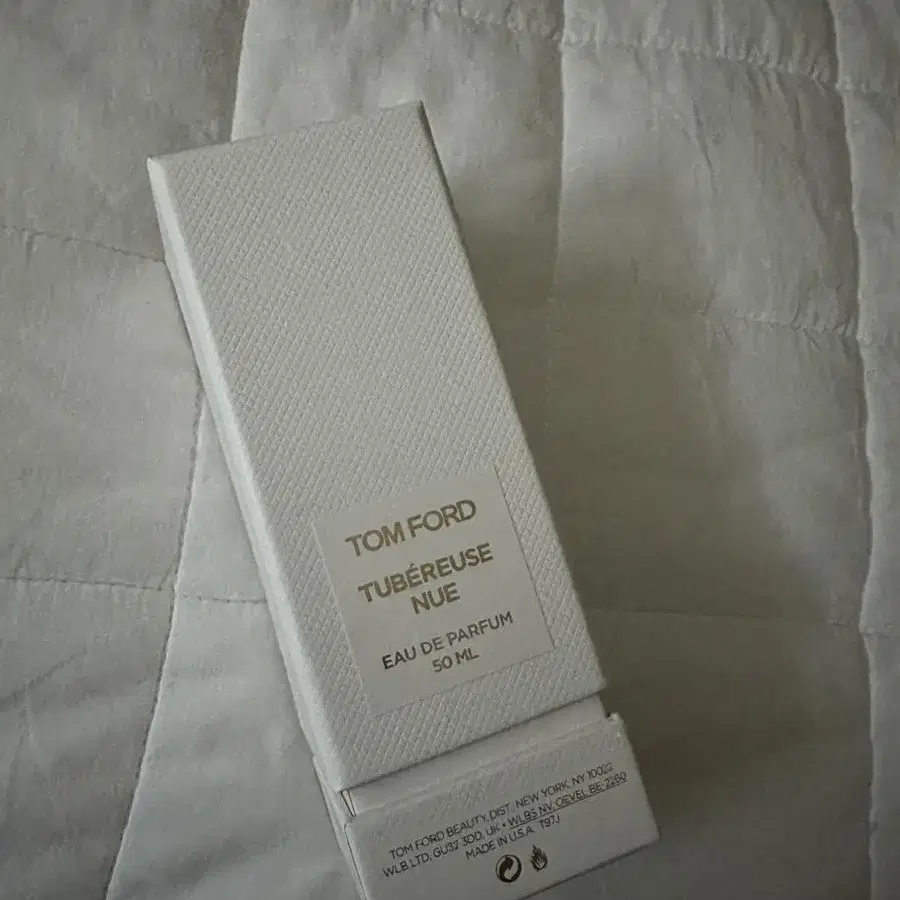 TOM FORD
TUBÉREUSE
NUE
EAU DE PARFUM
50 ML
TOM FORD BEAUTY, DIST., NEW YORK, NY 10022
WLB LTD, GU32 3DD, UK • WLBS NV, OEVEL BE 2260
MADE IN U.S.A. T97J